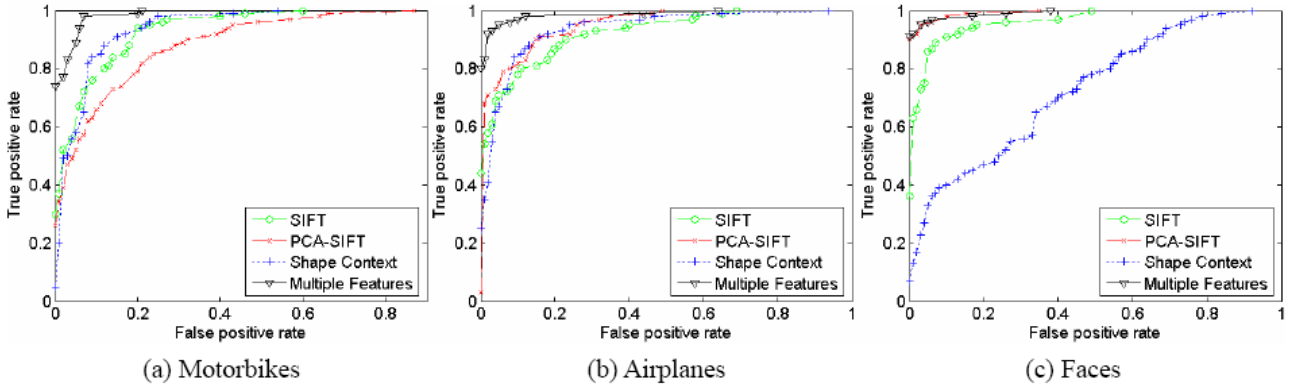 1
0.8
0.6
0.4
0.2
0
True positive rate
0 0.2 0.4 0.6 0.8
False positive rate
SIFT
PCA-SIFT
Shape Context
Multiple Features
(a) Motorbikes
1
0.8
0.6
0.4
0.2
0
True positive rate
0 0.2 0.4 0.6 0.8 1
False positive rate
SIFT
PCA-SIFT
Shape Context
Multiple Features
(b) Airplanes
1
0.8
0.6
0.4
0.2
0
True positive rate
0 0.2 0.4 0.6 0.8 1
False positive rate
SIFT
PCA-SIFT
Shape Context
Multiple Features
(c) Faces